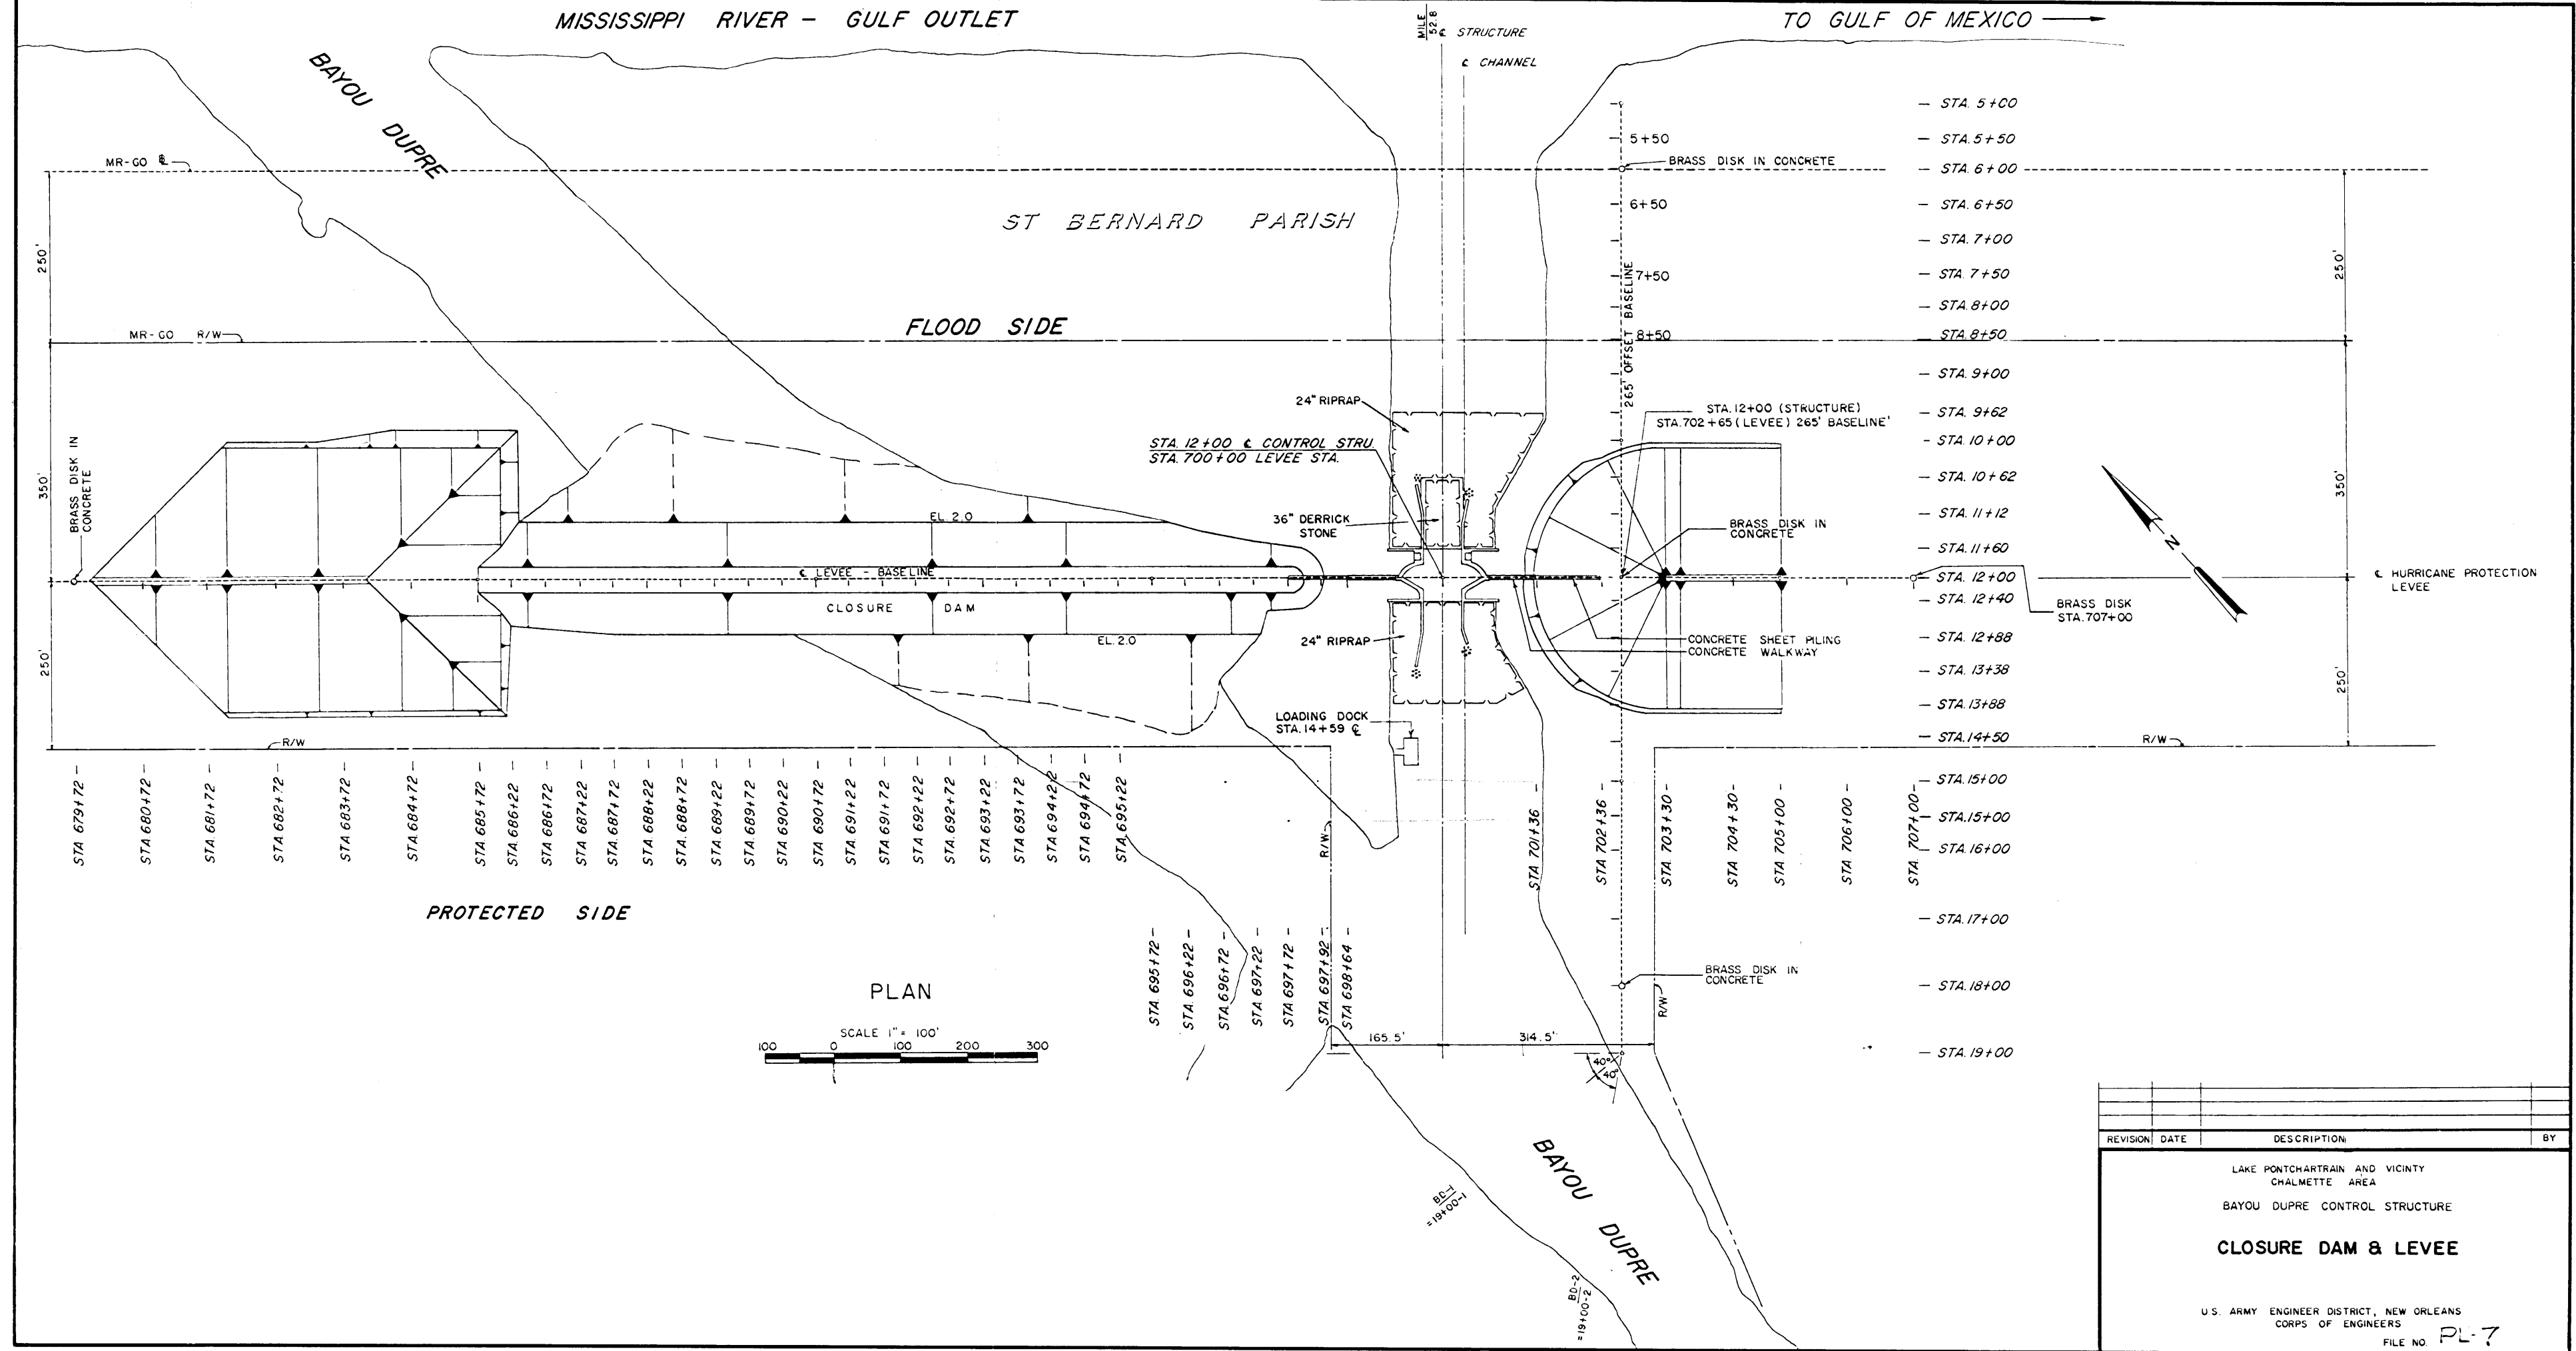 MISSISSIPPI RIVER - GULF OUTLET
TO GULF OF MEXICO
MILE 52.8
℄ STRUCTURE
℄ CHANNEL
BAYOU DUPRE
MR-GO ℄
ST BERNARD PARISH
FLOOD SIDE
MR-GO R/W
250'
350'
250'
BRASS DISK IN
CONCRETE
STA. 5+00
STA. 5+50
STA. 6+00
STA. 6+50
STA. 7+00
STA. 7+50
STA. 8+00
STA. 8+50
STA. 9+00
STA. 9+62
STA. 10+00
STA. 10+62
STA. 11+12
STA. 11+60
STA. 12+00
STA. 12+40
STA. 12+88
STA. 13+38
STA. 13+88
STA. 14+50
STA. 15+00
STA. 15+00
STA. 16+00
STA. 17+00
STA. 18+00
STA. 19+00
5+50
BRASS DISK IN CONCRETE
6+50
7+50
8+50
265' OFFSET BASELINE
250'
350'
250'
24" RIPRAP
STA. 12+00 ℄ CONTROL STRU.
STA. 700+00 LEVEE STA.
STA. 12+00 (STRUCTURE)
STA. 702+65 (LEVEE) 265' BASELINE'
36" DERRICK
STONE
BRASS DISK IN
CONCRETE
N
℄ HURRICANE PROTECTION
LEVEE
BRASS DISK
STA. 707+00
EL. 2.0
℄ LEVEE - BASELINE
CLOSURE DAM
EL. 2.0
24" RIPRAP
CONCRETE SHEET PILING
CONCRETE WALKWAY
LOADING DOCK
STA. 14+59 ℄
R/W
R/W
STA 679+72
STA 680+72
STA. 681+72
STA 682+72
STA 683+72
STA 684+72
STA 685+72
STA 686+22
STA 686+72
STA 687+22
STA 687+72
STA 688+22
STA. 688+72
STA 689+22
STA 689+72
STA 690+22
STA 690+72
STA 691+22
STA 691+72
STA 692+22
STA. 692+72
STA 693+22
STA 693+72
STA 694+22
STA 694+72
STA 695+22
STA 701+36
STA 702+36
STA 703+30
STA 704+30
STA 705+00
STA 706+00
STA. 707+00
R/W
PROTECTED SIDE
STA. 695+72
STA. 696+22
STA. 696+72
STA 697+22
STA 697+72
STA. 697+92
STA 698+64
BRASS DISK IN
CONCRETE
R/W
PLAN
SCALE 1" = 100'
100 0 100 200 300
165.5'
314.5'
40°
40°
BD-1
=19+00-1
BD-2
=19+00-2
BAYOU DUPRE
REVISION DATE DESCRIPTION BY
LAKE PONTCHARTRAIN AND VICINTY
CHALMETTE AREA
BAYOU DUPRE CONTROL STRUCTURE
CLOSURE DAM & LEVEE
U.S. ARMY ENGINEER DISTRICT, NEW ORLEANS
CORPS OF ENGINEERS
FILE NO. PL-7